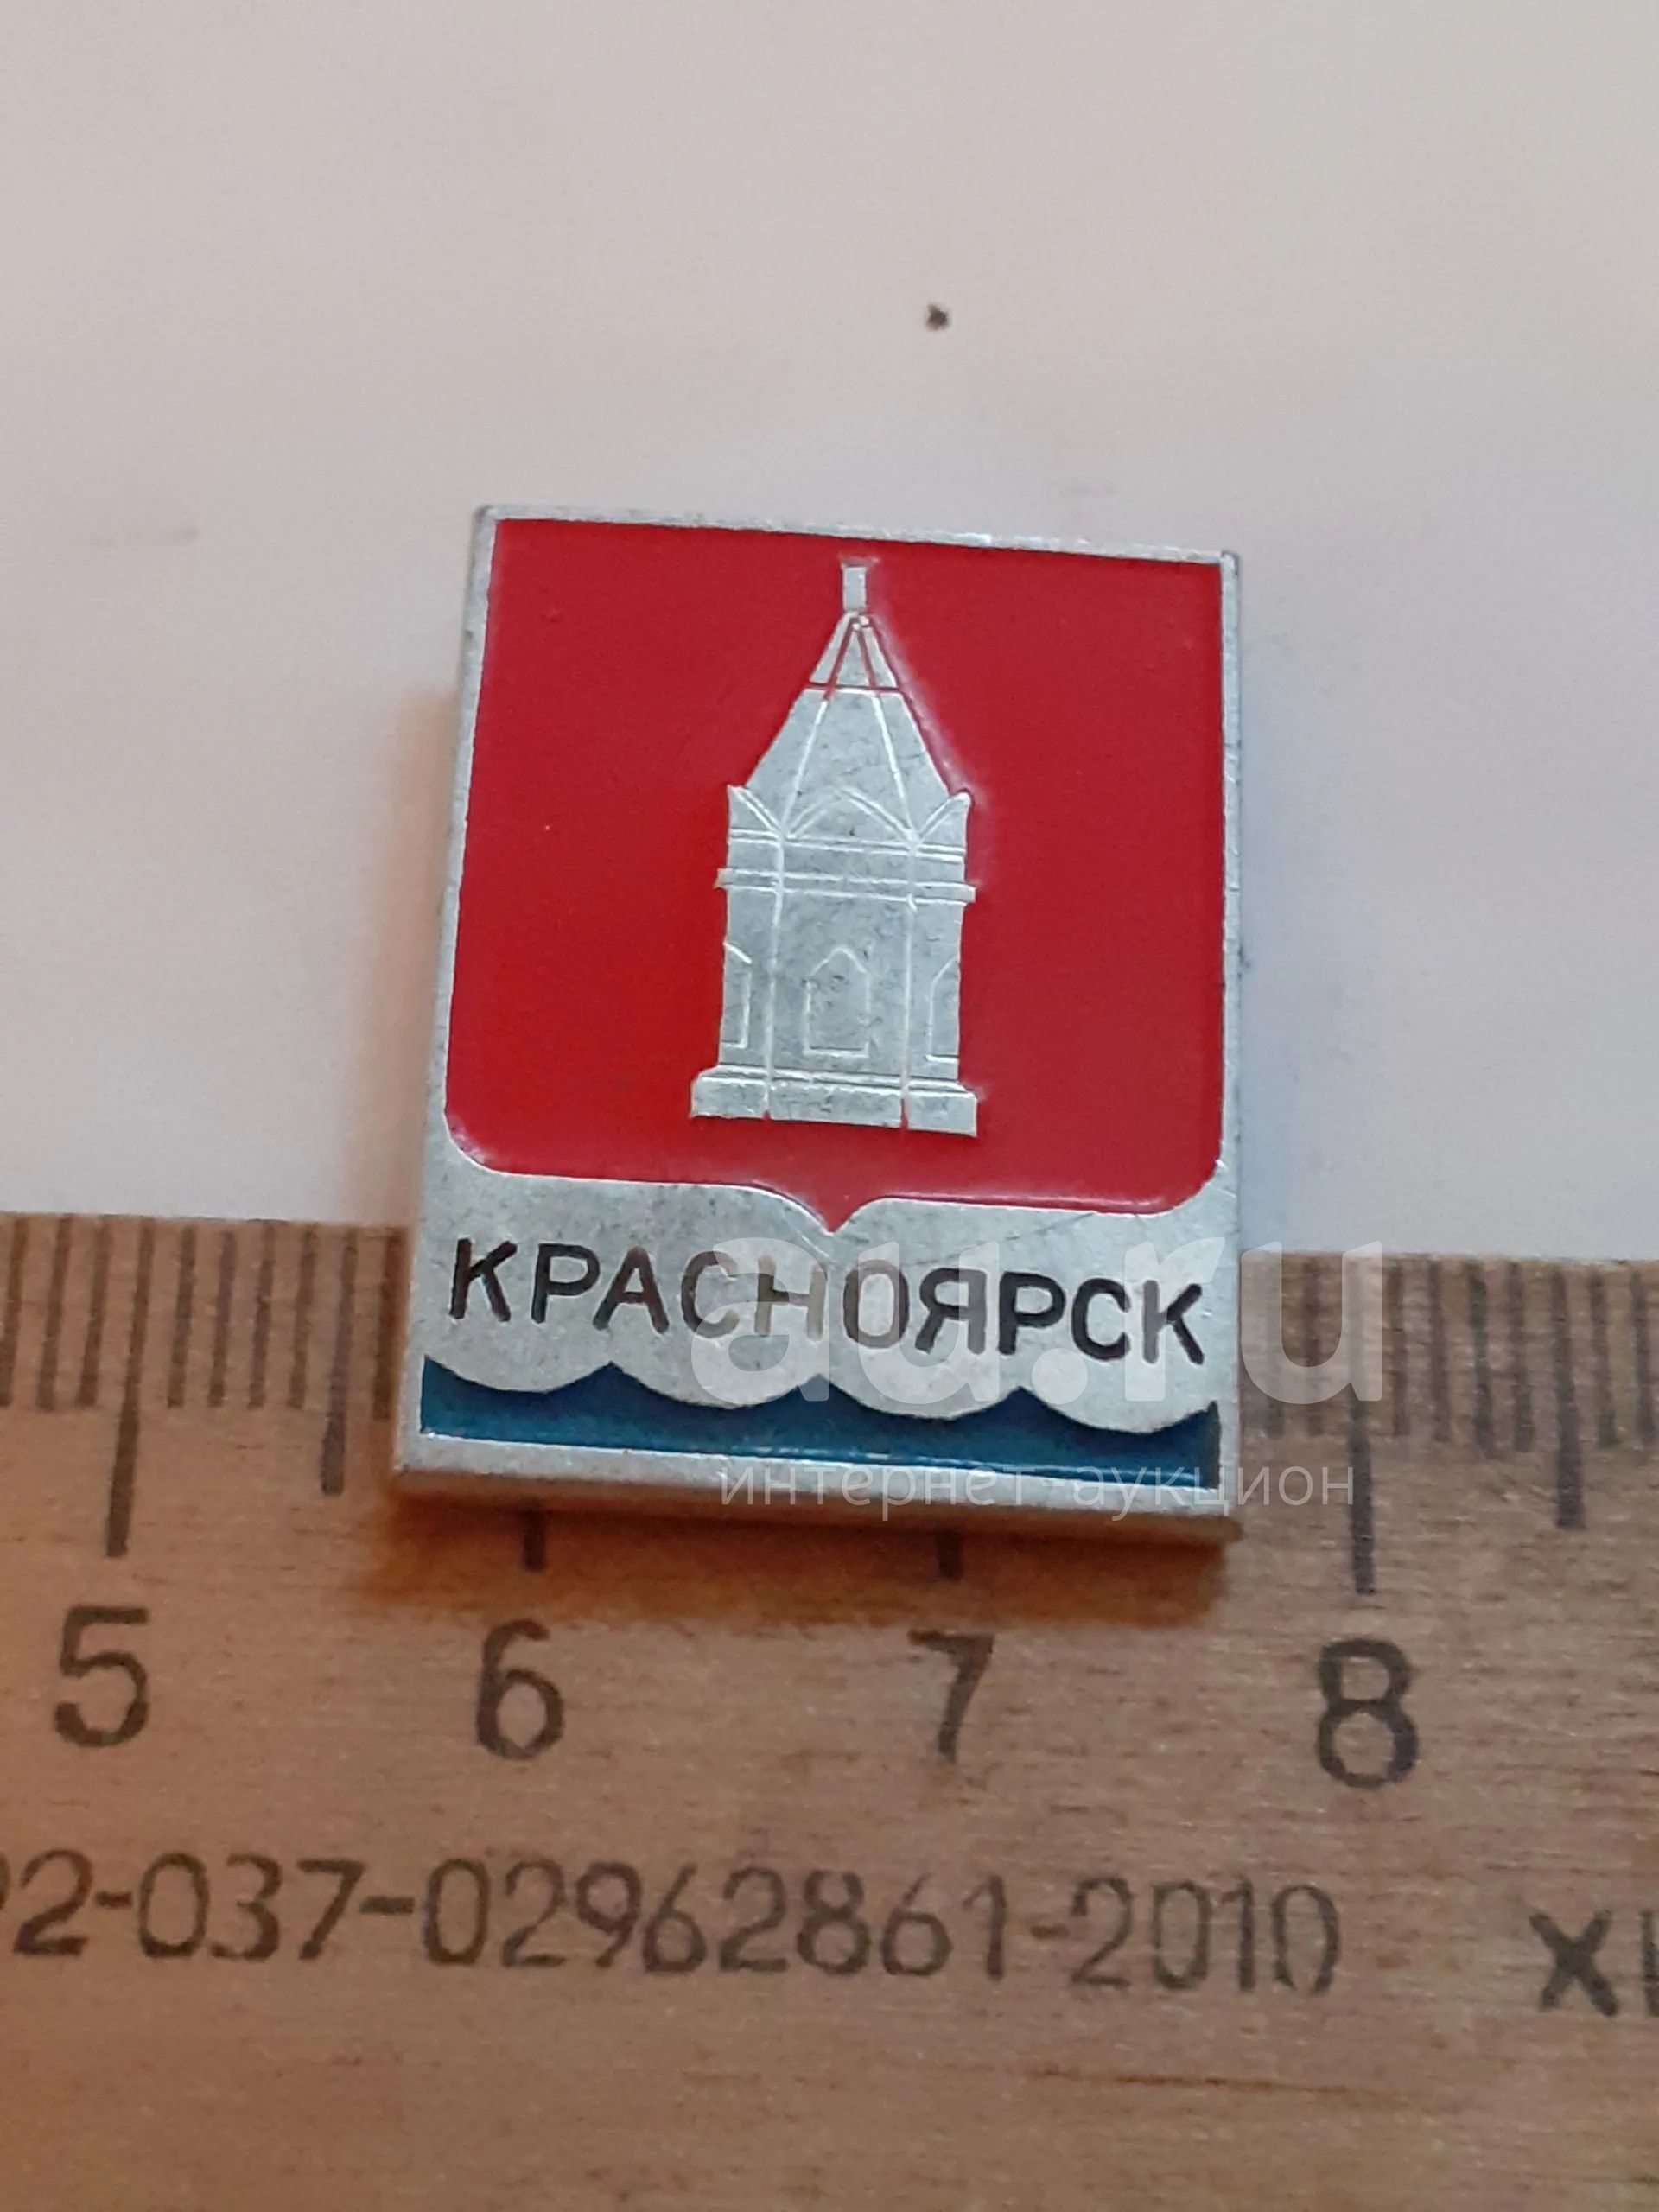 КРАСНОЯРСК
au.ru
интернет-аукцион
5 6 7 8
2-037-02962861-2010